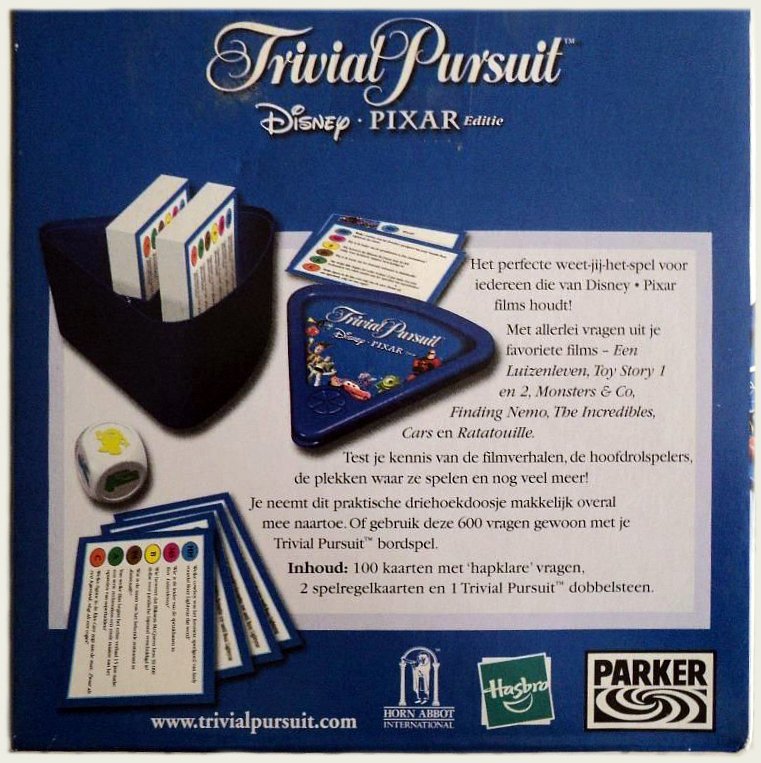 Trivial Pursuit™
Disney · PIXAR Editie
Trivial Pursuit
Disney · PIXAR
Het perfecte weet-jij-het-spel voor
iedereen die van Disney • Pixar
films houdt!
Met allerlei vragen uit je
favoriete films – Een
Luizenleven, Toy Story 1
en 2, Monsters & Co,
Finding Nemo, The Incredibles,
Cars en Ratatouille.
Test je kennis van de filmverhalen, de hoofdrolspelers,
de plekken waar ze spelen en nog veel meer!
Je neemt dit praktische driehoekdoosje makkelijk overal
mee naartoe. Of gebruik deze 600 vragen gewoon met je
Trivial Pursuit™ bordspel.
Inhoud: 100 kaarten met ‘hapklare’ vragen,
2 spelregelkaarten en 1 Trivial Pursuit™ dobbelsteen.
www.trivialpursuit.com
HORN ABBOT
INTERNATIONAL
Hasbro
PARKER